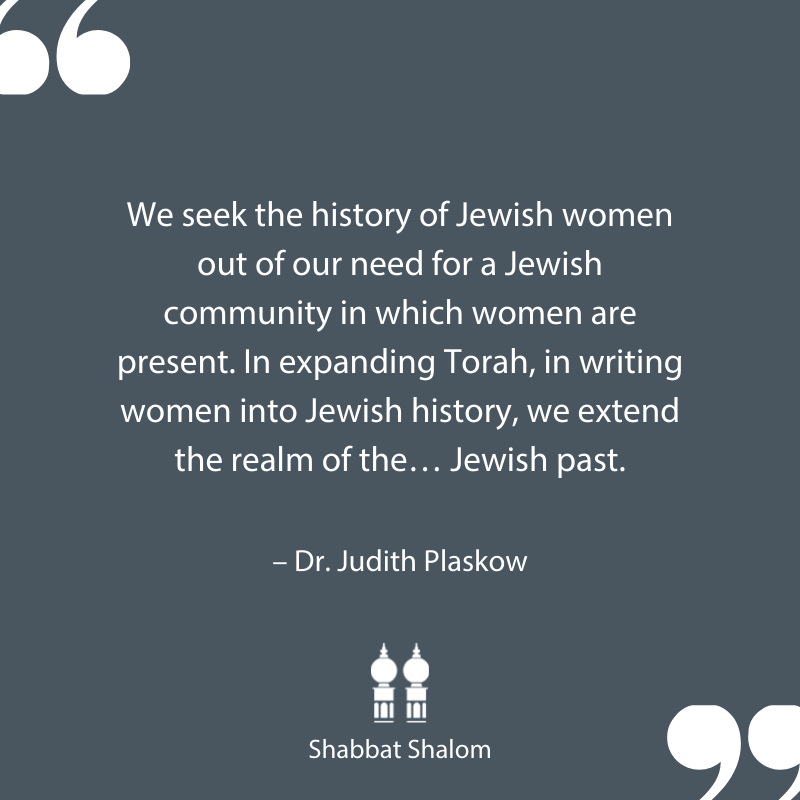 We seek the history of Jewish women
out of our need for a Jewish
community in which women are
present. In expanding Torah, in writing
women into Jewish history, we extend
the realm of the… Jewish past.
– Dr. Judith Plaskow
Shabbat Shalom